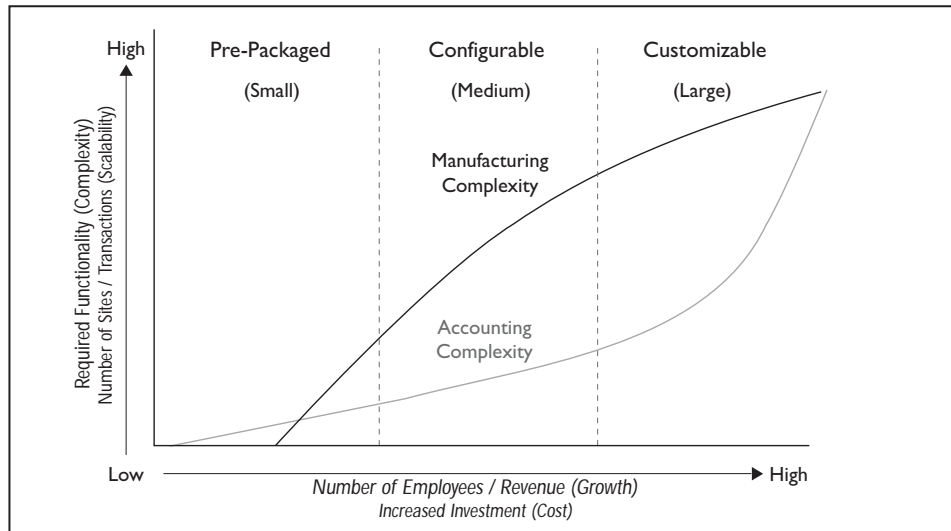 High
Pre-Packaged
(Small)
Configurable
(Medium)
Customizable
(Large)
Required Functionality (Complexity)
Number of Sites / Transactions (Scalability)
Manufacturing
Complexity
Accounting
Complexity
Low
High
Number of Employees / Revenue (Growth)
Increased Investment (Cost)